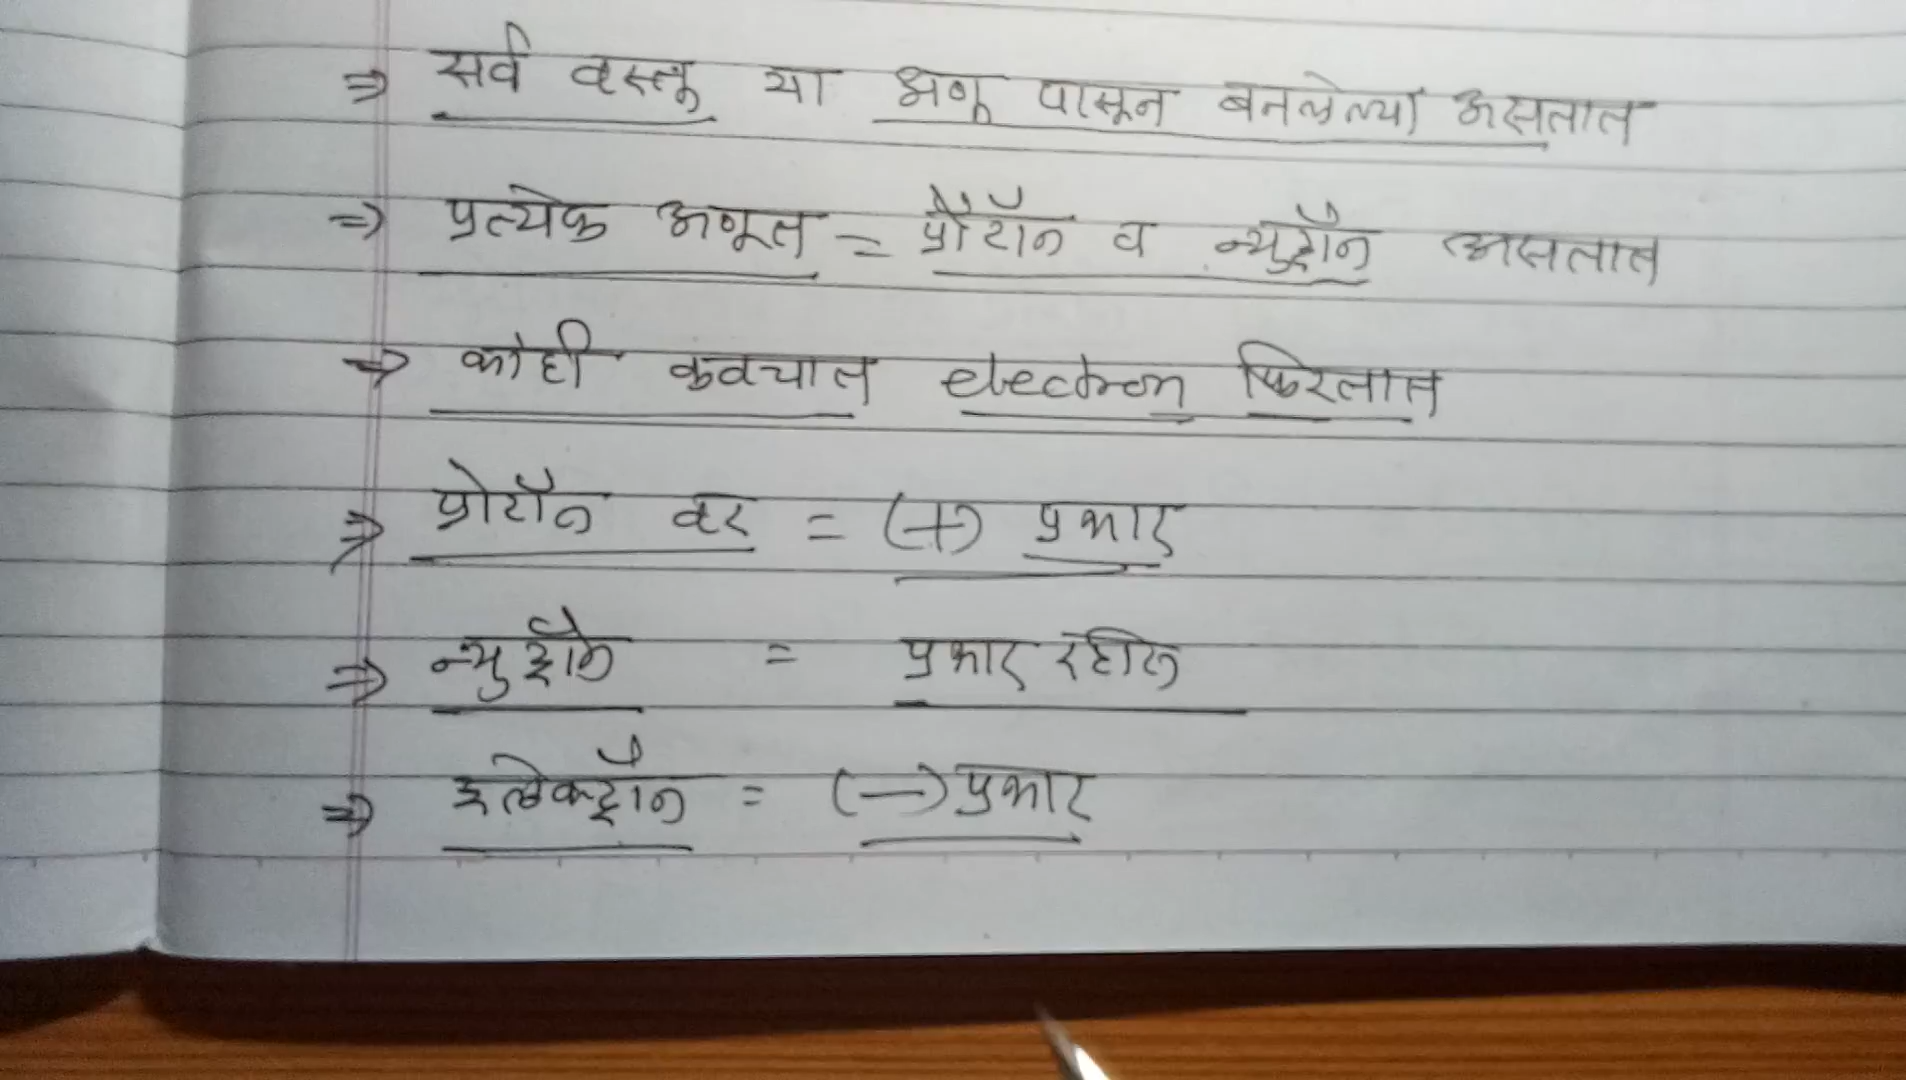 ⇒ सर्व वस्तू या अणू पासून बनलेल्या असतात
⇒ प्रत्येक अणूत = प्रोटॉन व न्युट्रॉन असतात
⇒ काही कवचात electron फिरतात
⇒ प्रोटॉन वर = (+) प्रभार
⇒ न्युट्रॉन = प्रभार रहीत
⇒ इलेक्ट्रॉन = (–) प्रभार